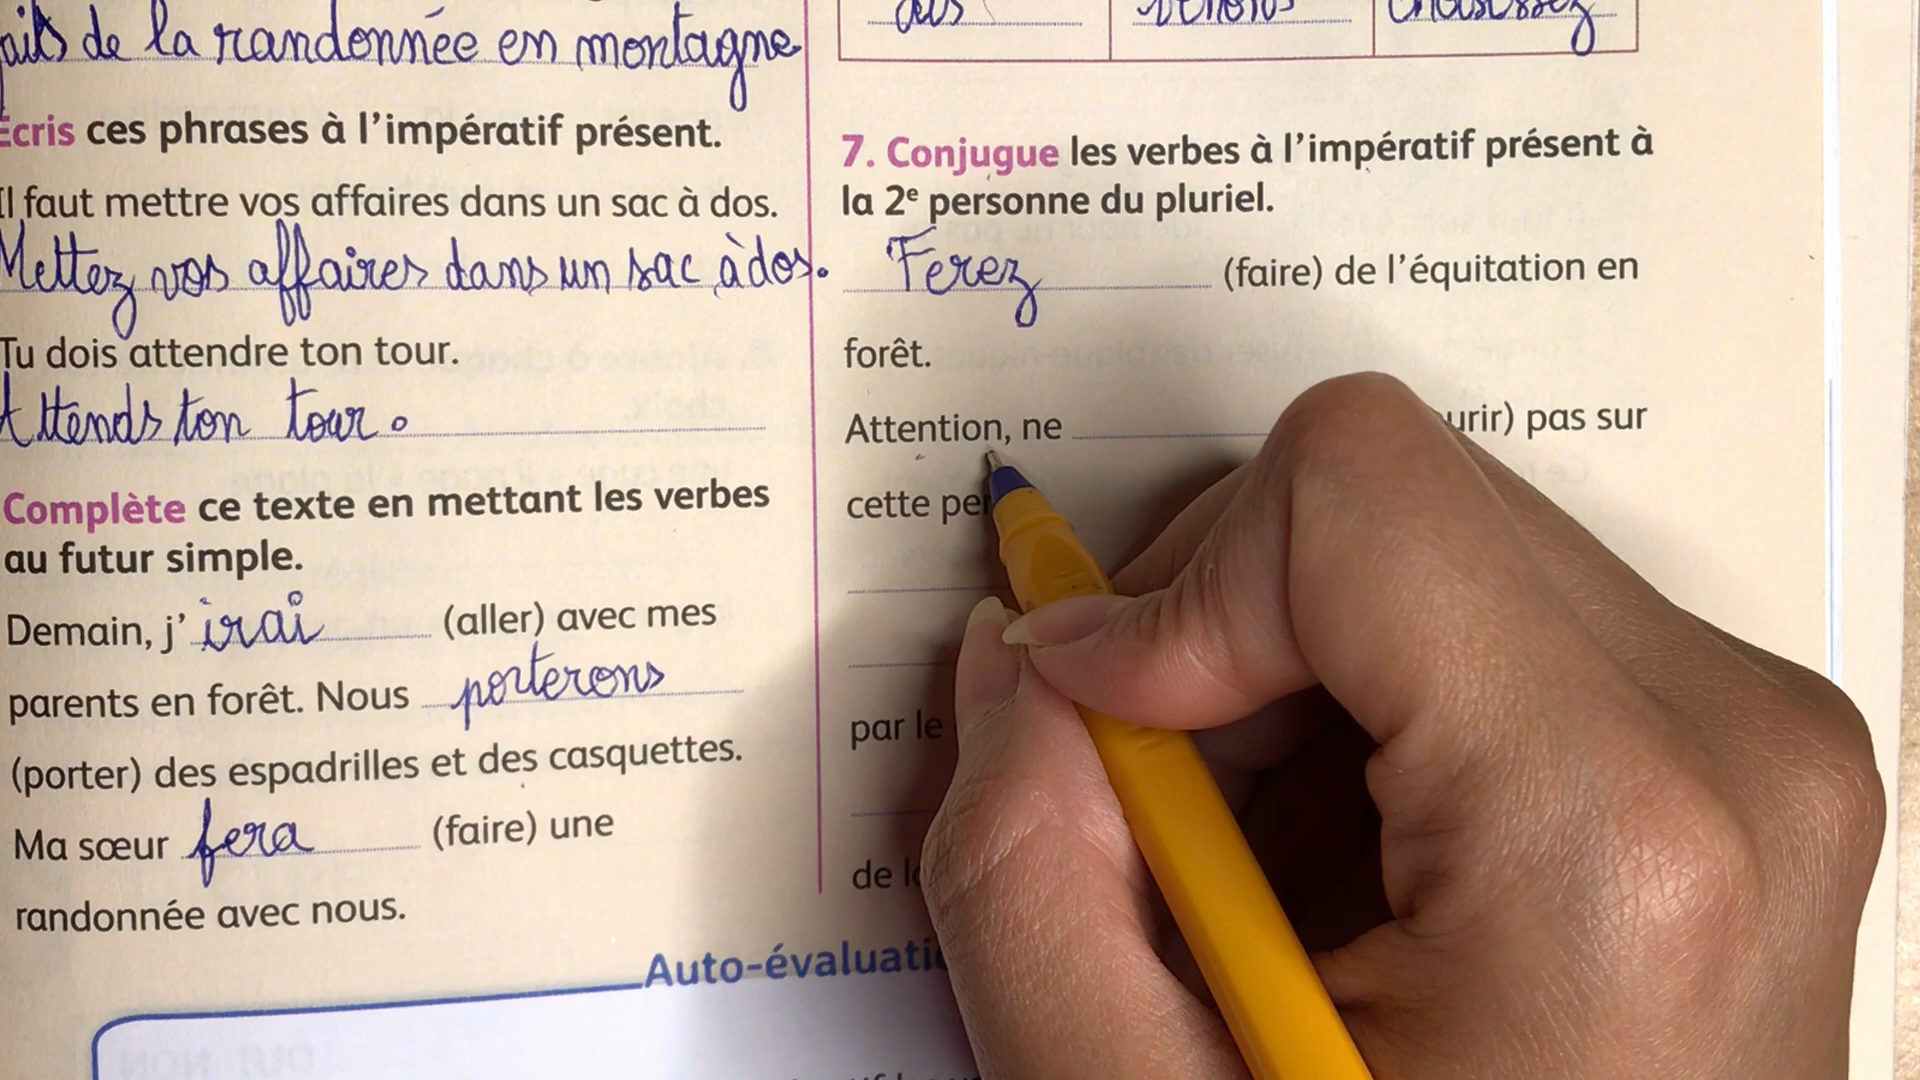 aits de la randonnée en montagne
Écris ces phrases à l'impératif présent.
Il faut mettre vos affaires dans un sac à dos.
Mettez vos affaires dans un sac à dos.
Tu dois attendre ton tour.
Attends ton tour.
Complète ce texte en mettant les verbes
au futur simple.
Demain, j' irai (aller) avec mes
parents en forêt. Nous porterons
(porter) des espadrilles et des casquettes.
Ma sœur fera (faire) une
randonnée avec nous.
venons choisissez
7. Conjugue les verbes à l'impératif présent à
la 2e personne du pluriel.
Ferez (faire) de l'équitation en
forêt.
Attention, ne urir) pas sur
cette pe
par le
de l
Auto-évaluati